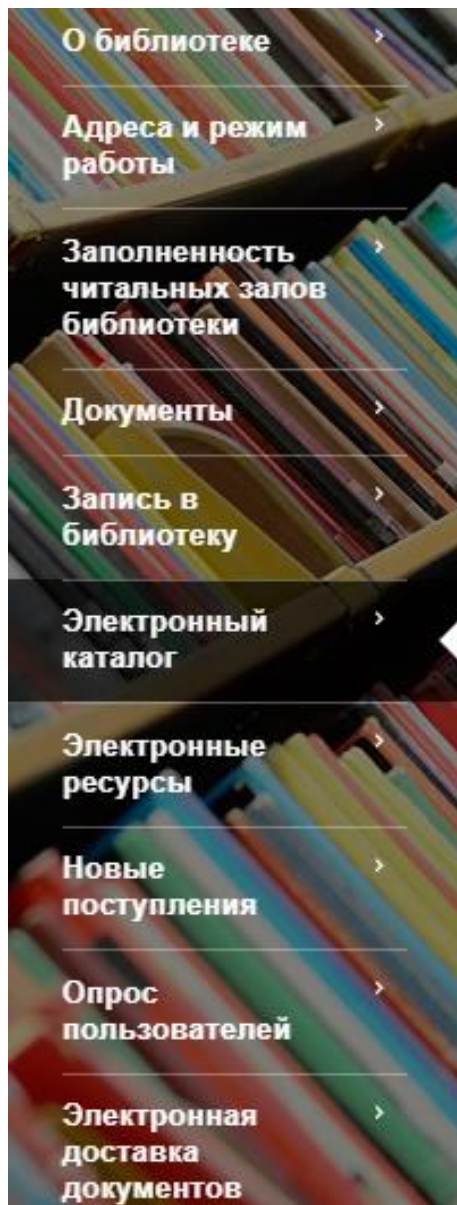 О библиотеке
Адреса и режим
работы
Заполненность
читальных залов
библиотеки
Документы
Запись в
библиотеку
Электронный
каталог
Электронные
ресурсы
Новые
поступления
Опрос
пользователей
Электронная
доставка
документов